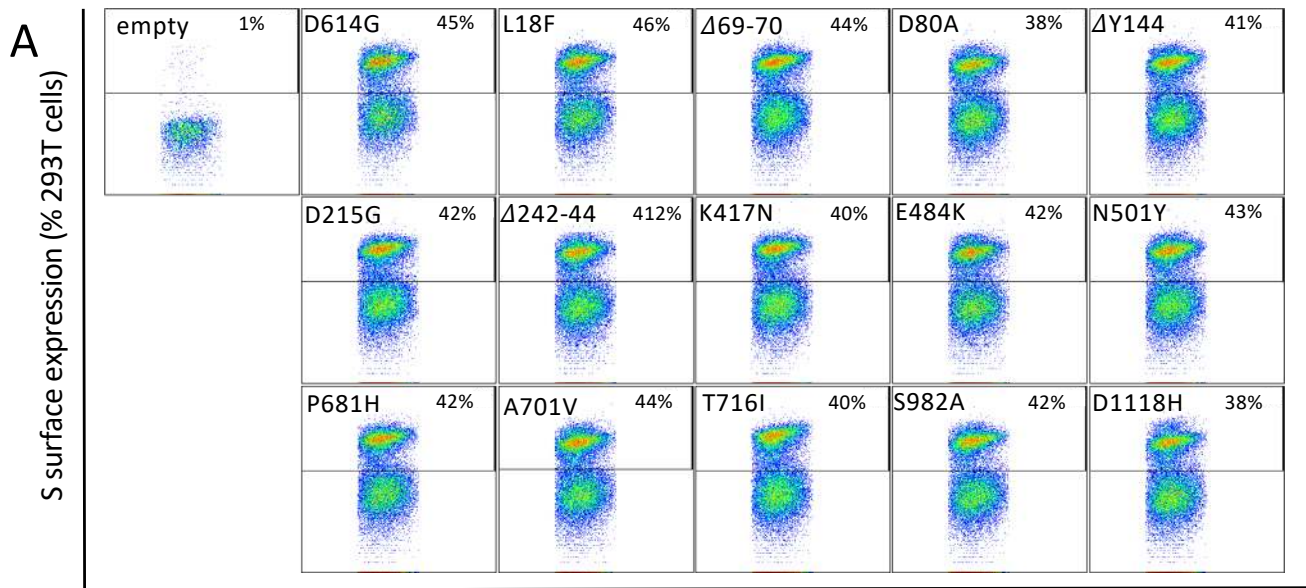 A
S surface expression (% 293T cells)
empty 1%
D614G 45%
L18F 46%
Δ69-70 44%
D80A 38%
ΔY144 41%
D215G 42%
Δ242-44 412%
K417N 40%
E484K 42%
N501Y 43%
P681H 42%
A701V 44%
T716I 40%
S982A 42%
D1118H 38%